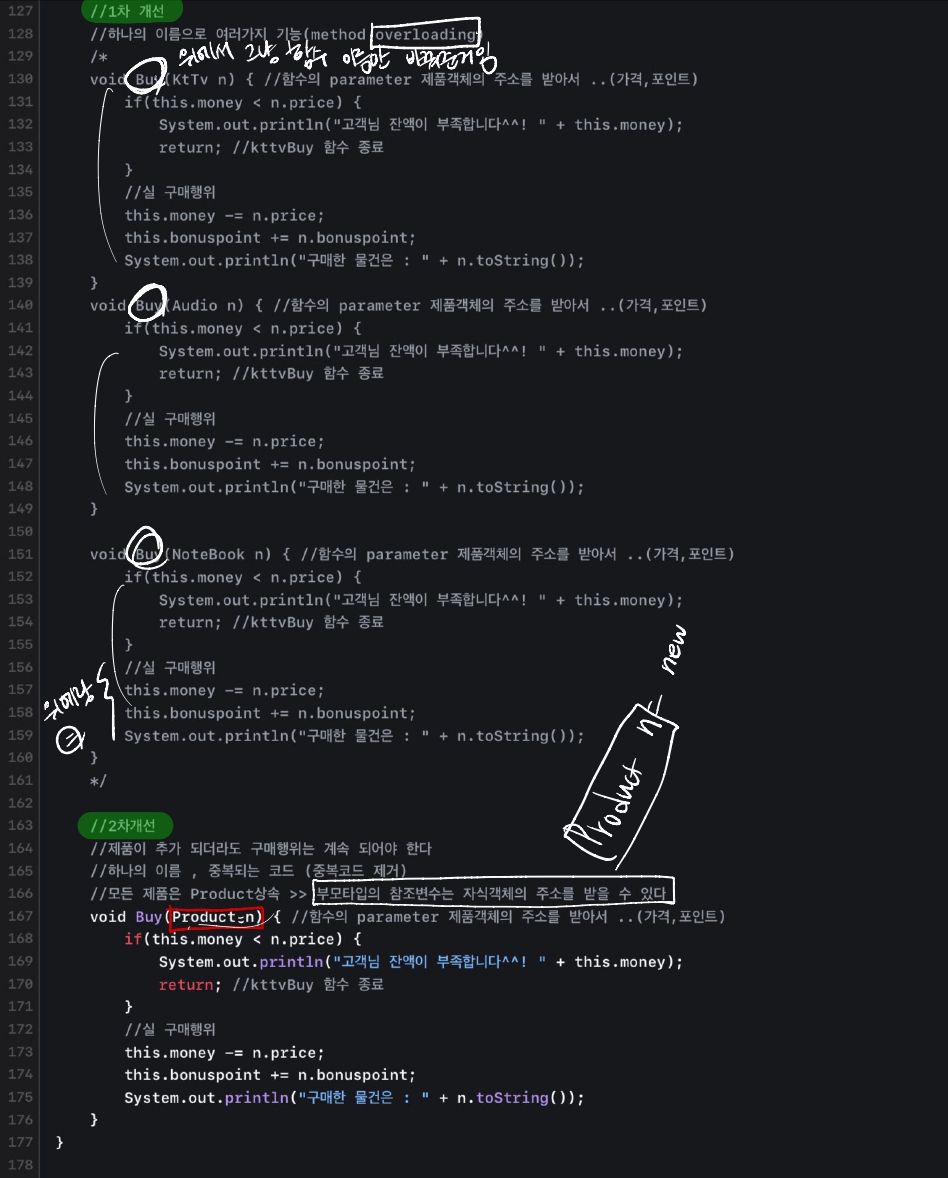 127 //1차 개선
128 //하나의 이름으로 여러가지 기능(method overloading)
위에서 그냥 함수 이름만 바꿔준거임
129 /*
130 void Buy(KtTv n) { //함수의 parameter 제품객체의 주소를 받아서 ..(가격,포인트)
131 if(this.money < n.price) {
132 System.out.println("고객님 잔액이 부족합니다^^! " + this.money);
133 return; //kttvBuy 함수 종료
134 }
135 //실 구매행위
136 this.money -= n.price;
137 this.bonuspoint += n.bonuspoint;
138 System.out.println("구매한 물건은 : " + n.toString());
139 }
140 void Buy(Audio n) { //함수의 parameter 제품객체의 주소를 받아서 ..(가격,포인트)
141 if(this.money < n.price) {
142 System.out.println("고객님 잔액이 부족합니다^^! " + this.money);
143 return; //kttvBuy 함수 종료
144 }
145 //실 구매행위
146 this.money -= n.price;
147 this.bonuspoint += n.bonuspoint;
148 System.out.println("구매한 물건은 : " + n.toString());
149 }
150
151 void Buy(NoteBook n) { //함수의 parameter 제품객체의 주소를 받아서 ..(가격,포인트)
152 if(this.money < n.price) {
153 System.out.println("고객님 잔액이 부족합니다^^! " + this.money);
154 return; //kttvBuy 함수 종료
155 }
156 //실 구매행위
157 this.money -= n.price;
158 this.bonuspoint += n.bonuspoint;
159 System.out.println("구매한 물건은 : " + n.toString());
160 }
161 */
162
위에랑
=
Product n = new
163 //2차개선
164 //제품이 추가 되더라도 구매행위는 계속 되어야 한다
165 //하나의 이름 , 중복되는 코드 (중복코드 제거)
166 //모든 제품은 Product상속 >> 부모타입의 참조변수는 자식객체의 주소를 받을 수 있다
167 void Buy(Product n) { //함수의 parameter 제품객체의 주소를 받아서 ..(가격,포인트)
168 if(this.money < n.price) {
169 System.out.println("고객님 잔액이 부족합니다^^! " + this.money);
170 return; //kttvBuy 함수 종료
171 }
172 //실 구매행위
173 this.money -= n.price;
174 this.bonuspoint += n.bonuspoint;
175 System.out.println("구매한 물건은 : " + n.toString());
176 }
177 }
178